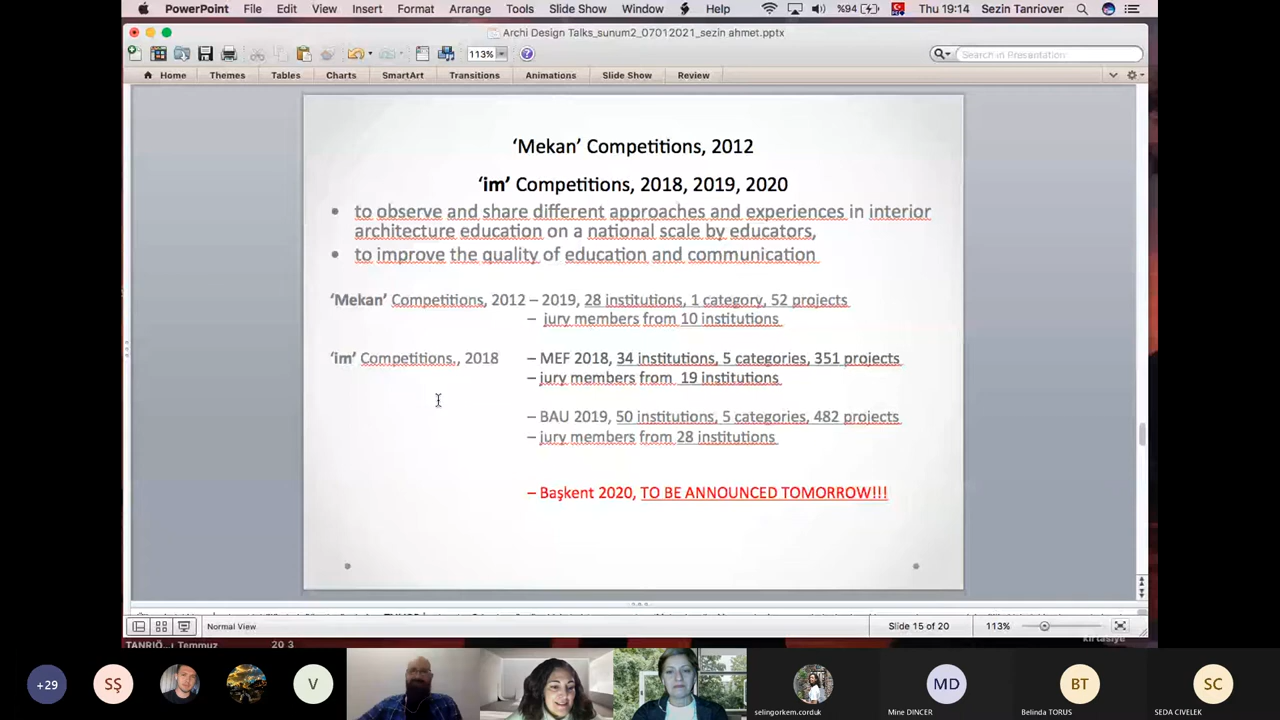 PowerPoint File Edit View Insert Format Arrange Tools Slide Show Window Help %94 Thu 19:14 Sezin Tanriover
Archi Design Talks_sunum2_07012021_sezin ahmet.pptx
113% Search in Presentation
Home Themes Tables Charts SmartArt Transitions Animations Slide Show Review
‘Mekan’ Competitions, 2012
‘im’ Competitions, 2018, 2019, 2020
• to observe and share different approaches and experiences in interior
architecture education on a national scale by educators,
• to improve the quality of education and communication
‘Mekan’ Competitions, 2012 – 2019, 28 institutions, 1 category, 52 projects
– jury members from 10 institutions
‘im’ Competitions., 2018 – MEF 2018, 34 institutions, 5 categories, 351 projects
– jury members from 19 institutions
– BAU 2019, 50 institutions, 5 categories, 482 projects
– jury members from 28 institutions
– Başkent 2020, TO BE ANNOUNCED TOMORROW!!!
Normal View Slide 15 of 20 113%
Temmuz 20 3
+29 SŞ V MD BT SC
selingorkem.corduk Mine DINCER Belinda TORUS SEDA CIVELEK